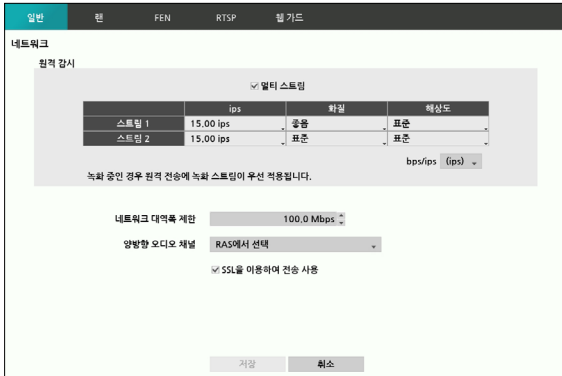 일반 랜 FEN RTSP 웹 가드
네트워크
원격 감시
멀티 스트림
ips 화질 해상도
스트림 1 15,00 ips 좋음 표준
스트림 2 15,00 ips 표준 표준
bps/ips (ips)
녹화 중인 경우 원격 전송에 녹화 스트림이 우선 적용됩니다.
네트워크 대역폭 제한 100,0 Mbps
양방향 오디오 채널 RAS에서 선택
SSL을 이용하여 전송 사용
저장 취소